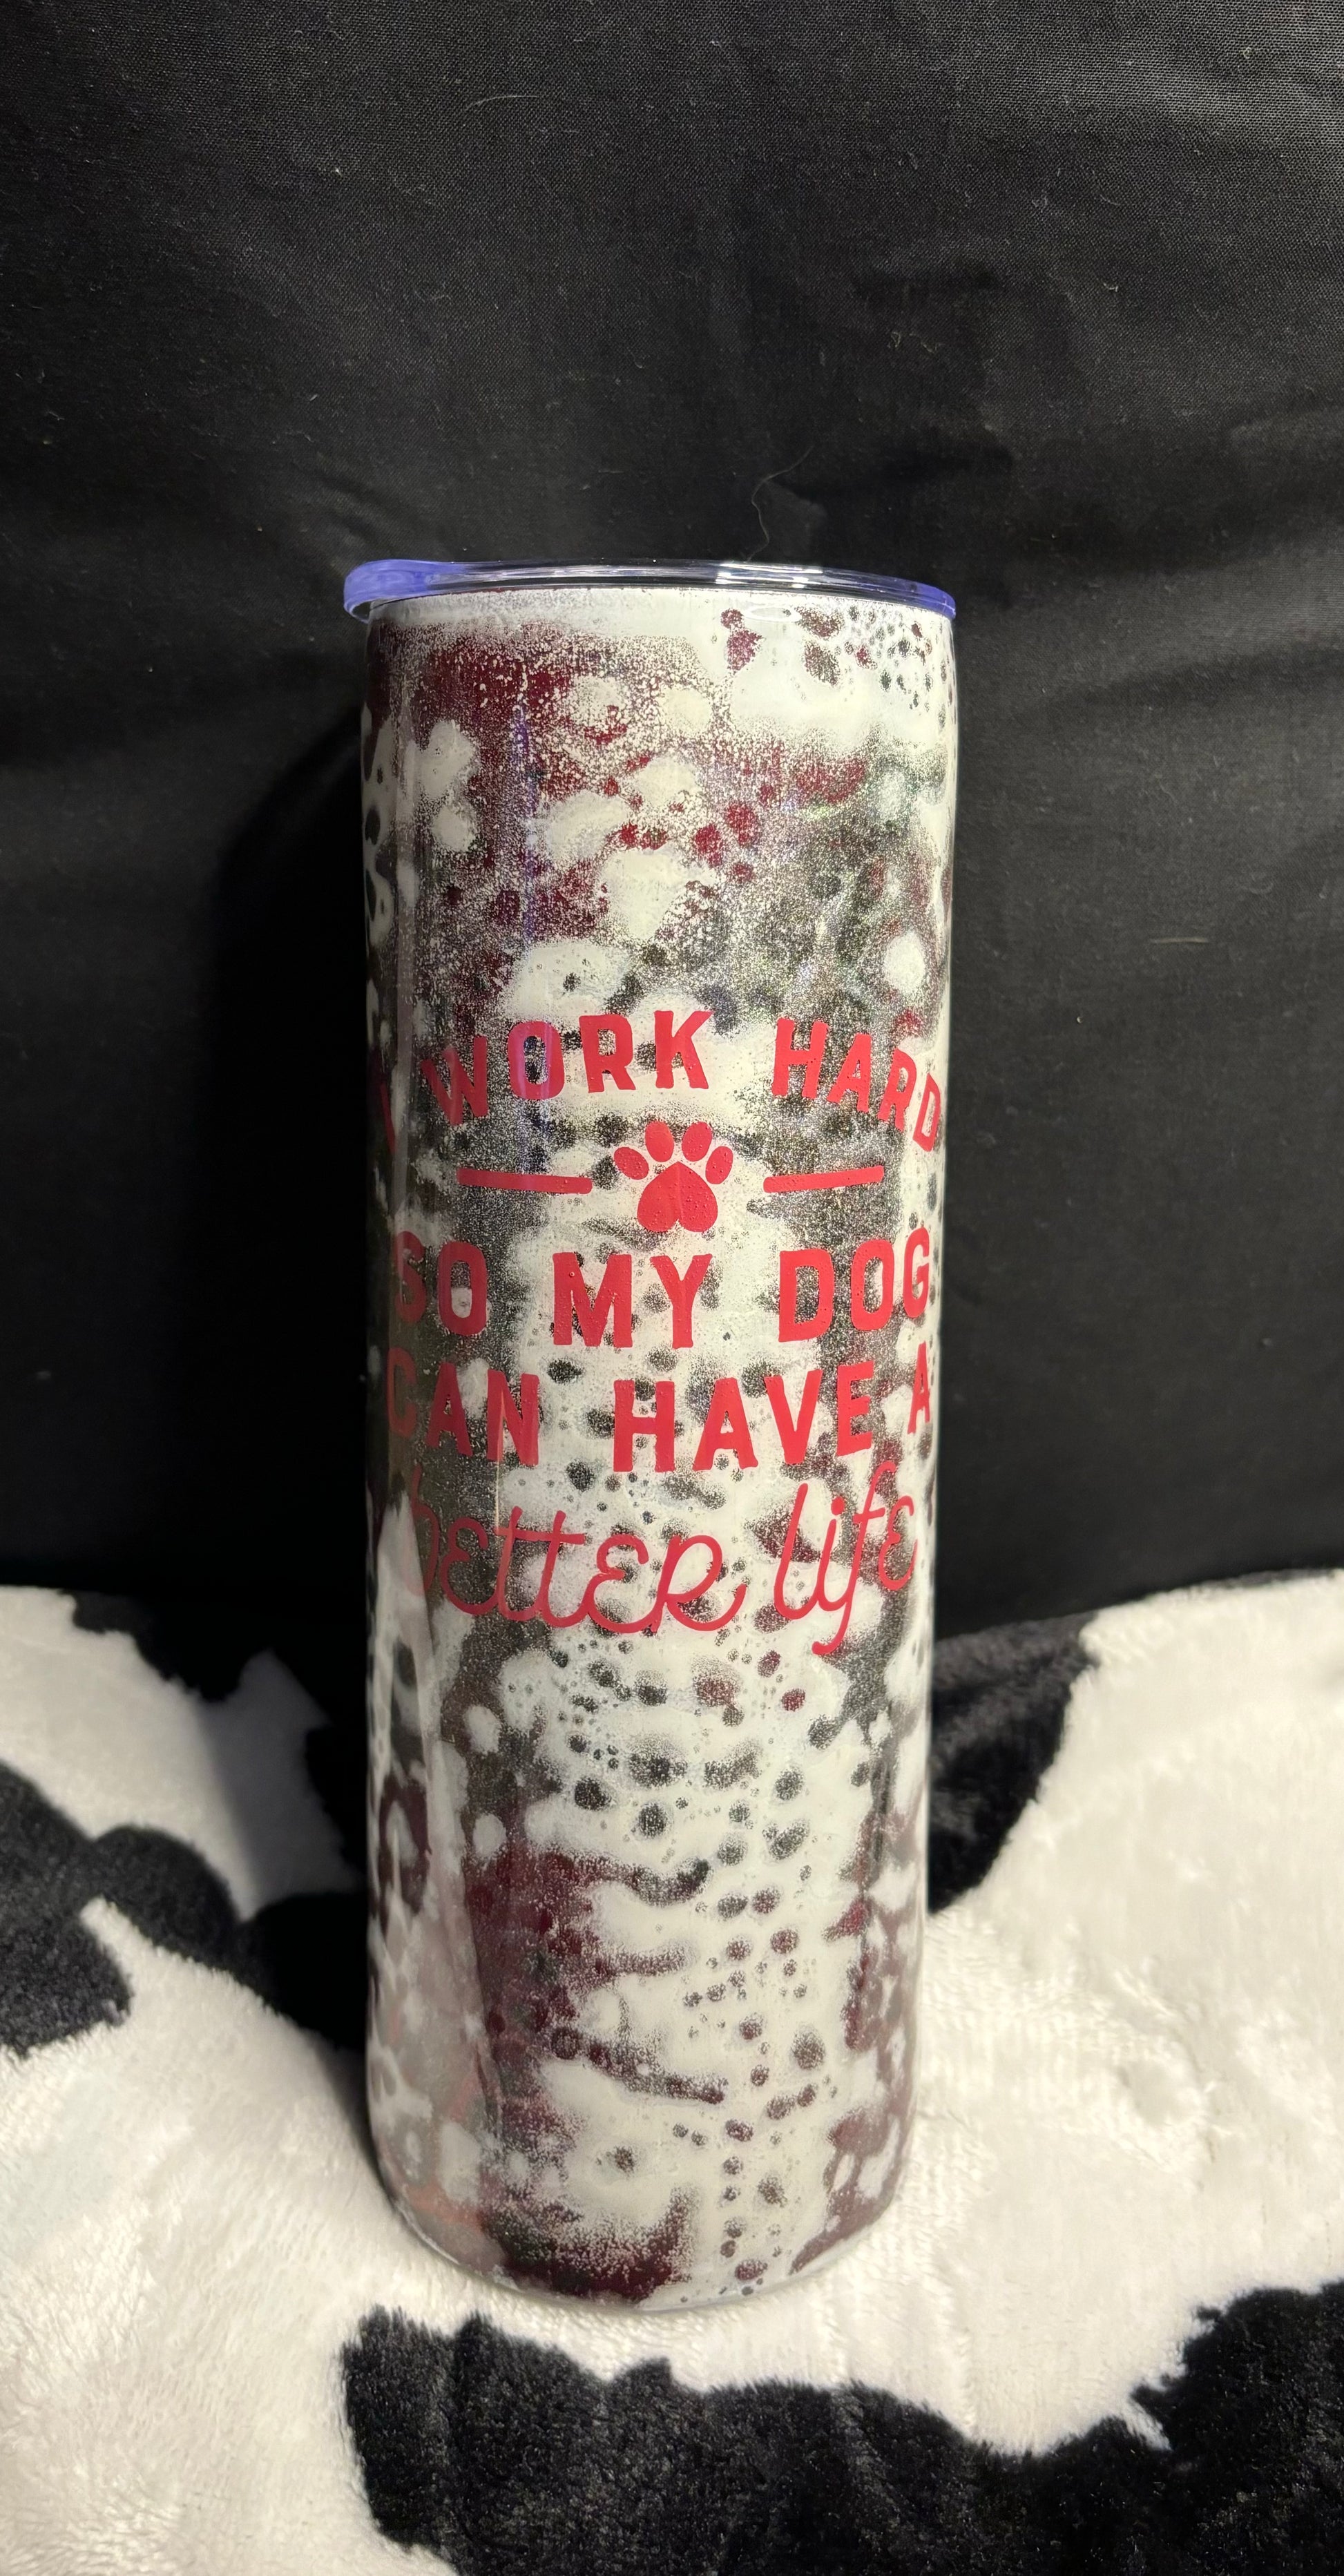 I WORK HARD
SO MY DOG
CAN HAVE A
better life